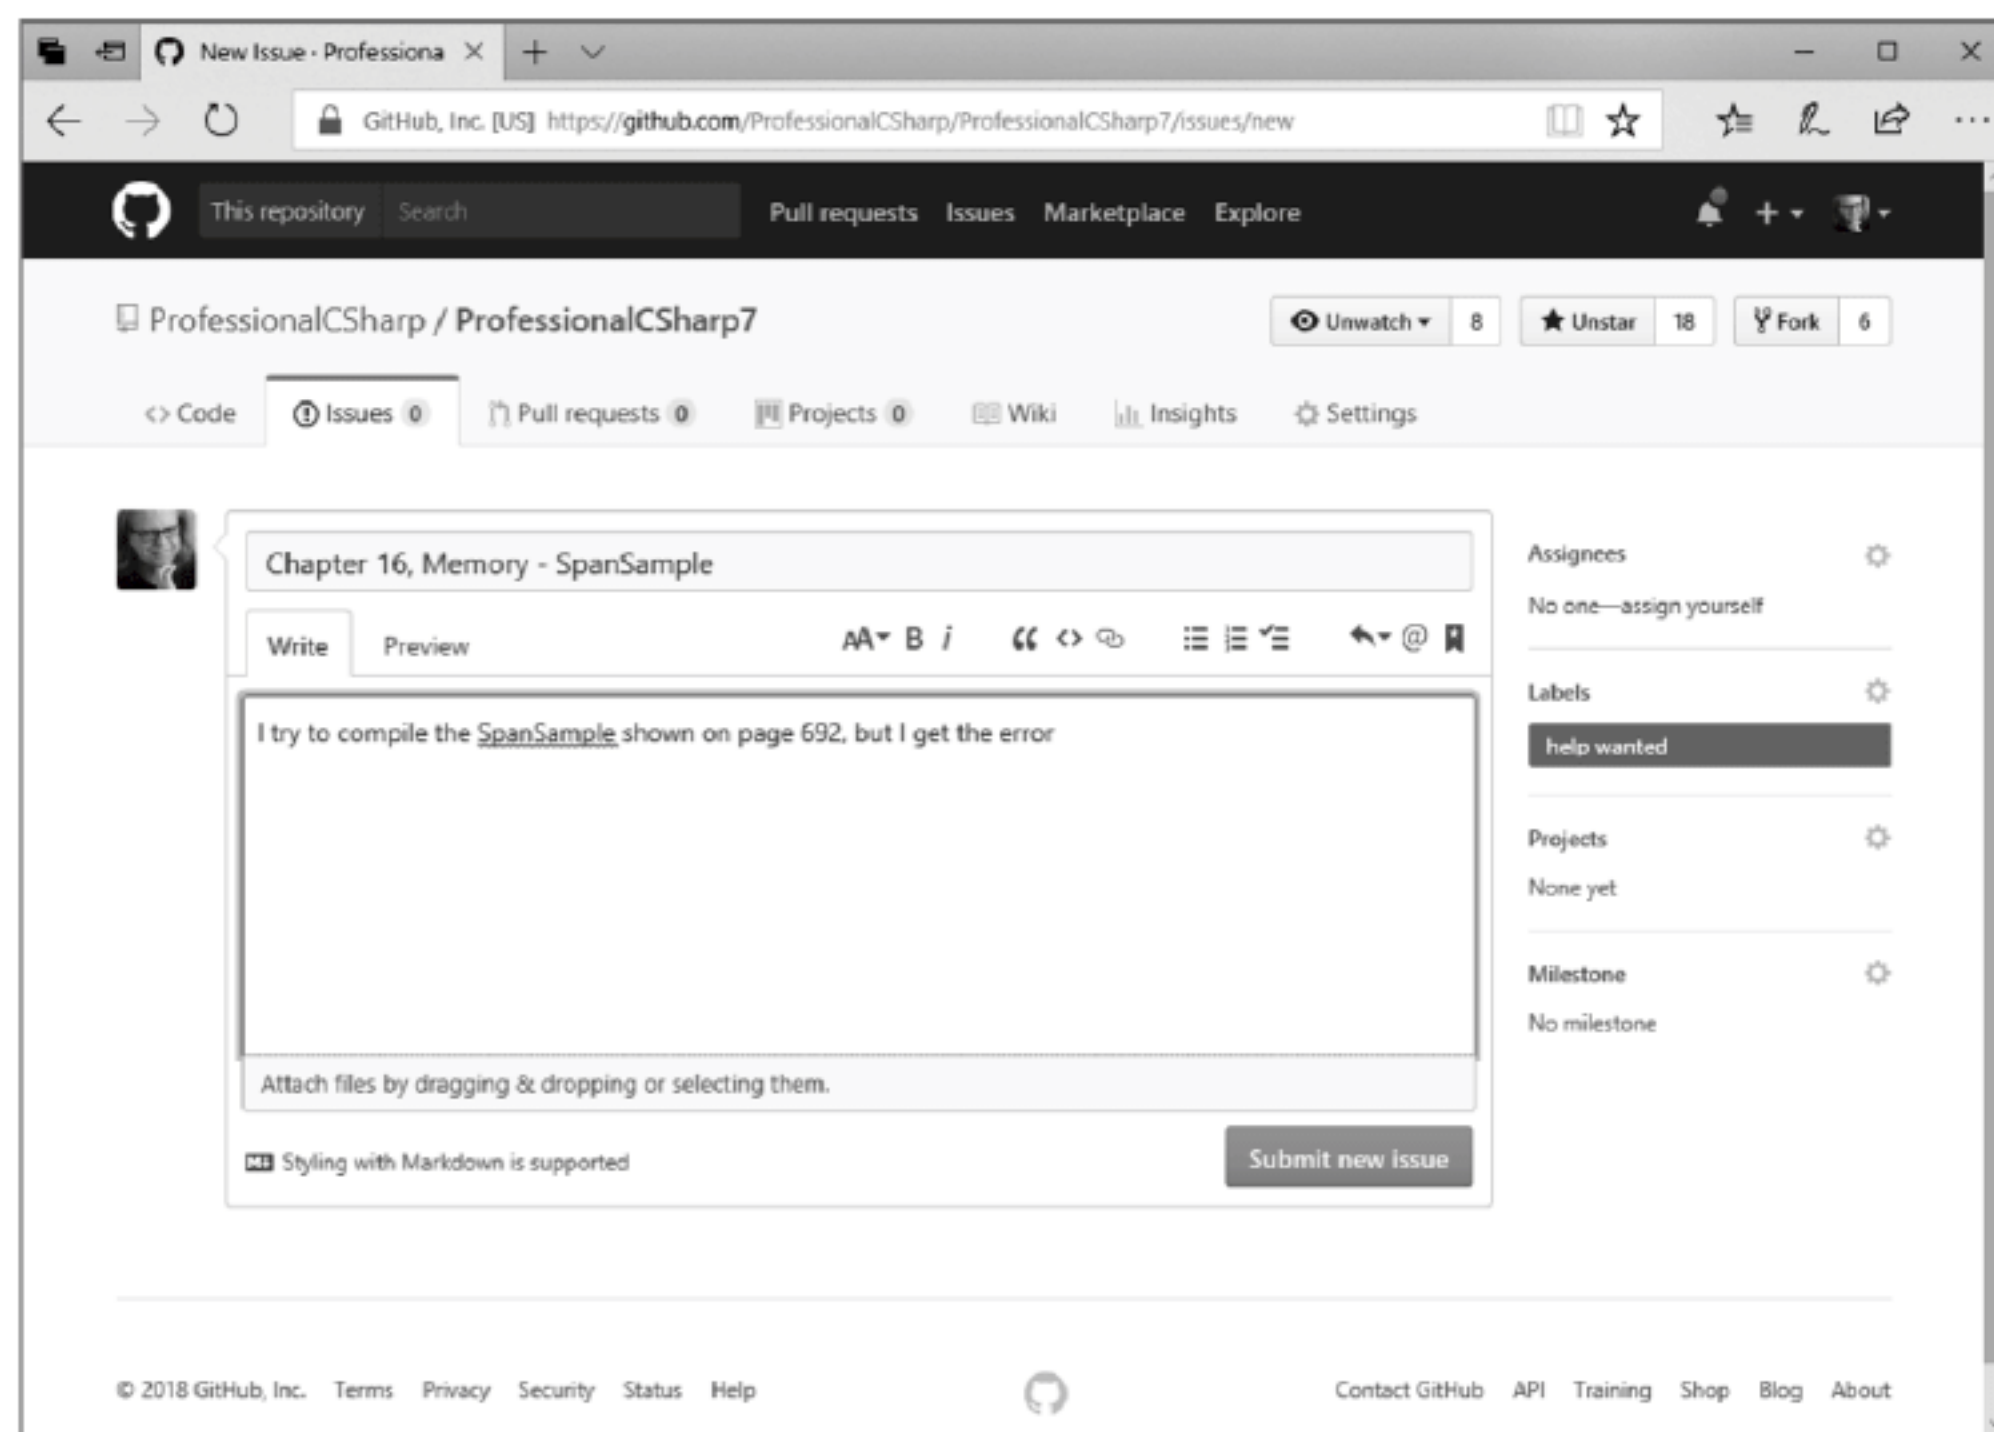 New Issue · Professiona
GitHub, Inc. [US] https://github.com/ProfessionalCSharp/ProfessionalCSharp7/issues/new
This repository Search Pull requests Issues Marketplace Explore
ProfessionalCSharp / ProfessionalCSharp7 Unwatch 8 Unstar 18 Fork 6
Code Issues 0 Pull requests 0 Projects 0 Wiki Insights Settings
Chapter 16, Memory - SpanSample
Write Preview AA B i
I try to compile the SpanSample shown on page 692, but I get the error
Attach files by dragging & dropping or selecting them.
Styling with Markdown is supported
Submit new issue
Assignees
No one—assign yourself
Labels
help wanted
Projects
None yet
Milestone
No milestone
© 2018 GitHub, Inc. Terms Privacy Security Status Help Contact GitHub API Training Shop Blog About